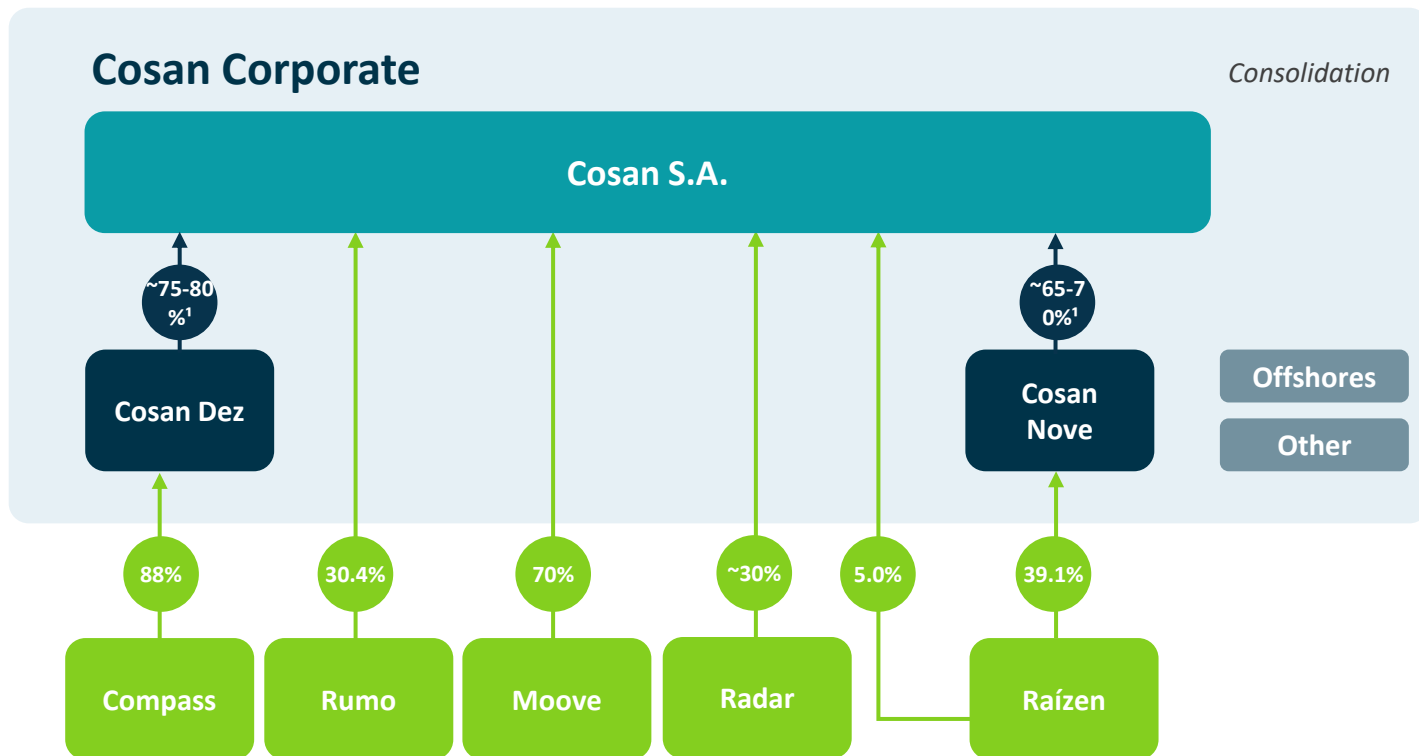 Cosan Corporate
Consolidation
Cosan S.A.
~75-80
%¹
~65-7
0%¹
Cosan Dez
Cosan
Nove
Offshores
Other
88%
30.4%
70%
~30%
5.0%
39.1%
Compass
Rumo
Moove
Radar
Raízen